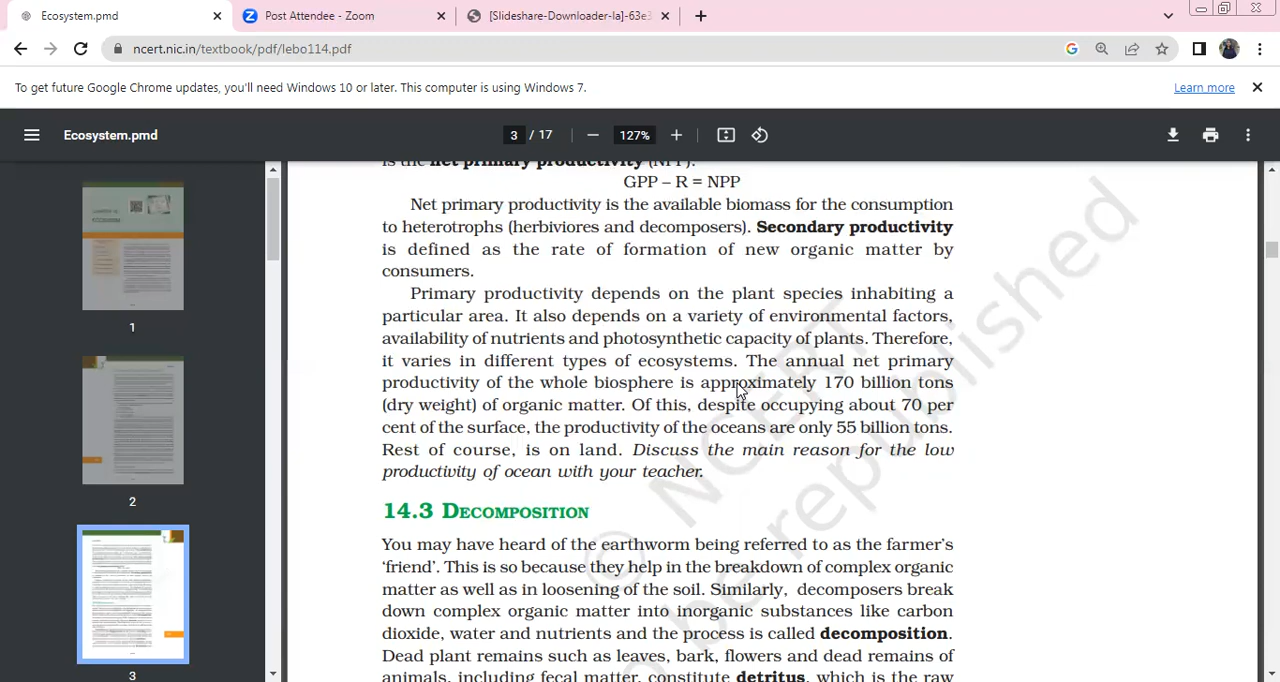 Ecosystem.pmd
Post Attendee - Zoom
[Slideshare-Downloader-la]-63e3
ncert.nic.in/textbook/pdf/lebo114.pdf
To get future Google Chrome updates, you'll need Windows 10 or later. This computer is using Windows 7.
Learn more
Ecosystem.pmd
3 / 17
127%
1
2
3
is the net primary productivity (NPP).
GPP – R = NPP
Net primary productivity is the available biomass for the consumption
to heterotrophs (herbiviores and decomposers). Secondary productivity
is defined as the rate of formation of new organic matter by
consumers.
Primary productivity depends on the plant species inhabiting a
particular area. It also depends on a variety of environmental factors,
availability of nutrients and photosynthetic capacity of plants. Therefore,
it varies in different types of ecosystems. The annual net primary
productivity of the whole biosphere is approximately 170 billion tons
(dry weight) of organic matter. Of this, despite occupying about 70 per
cent of the surface, the productivity of the oceans are only 55 billion tons.
Rest of course, is on land. Discuss the main reason for the low
productivity of ocean with your teacher.
14.3 DECOMPOSITION
You may have heard of the earthworm being referred to as the farmer's
'friend'. This is so because they help in the breakdown of complex organic
matter as well as in loosening of the soil. Similarly, decomposers break
down complex organic matter into inorganic substances like carbon
dioxide, water and nutrients and the process is called decomposition.
Dead plant remains such as leaves, bark, flowers and dead remains of
animals, including fecal matter, constitute detritus, which is the raw
© NCERT
be republished